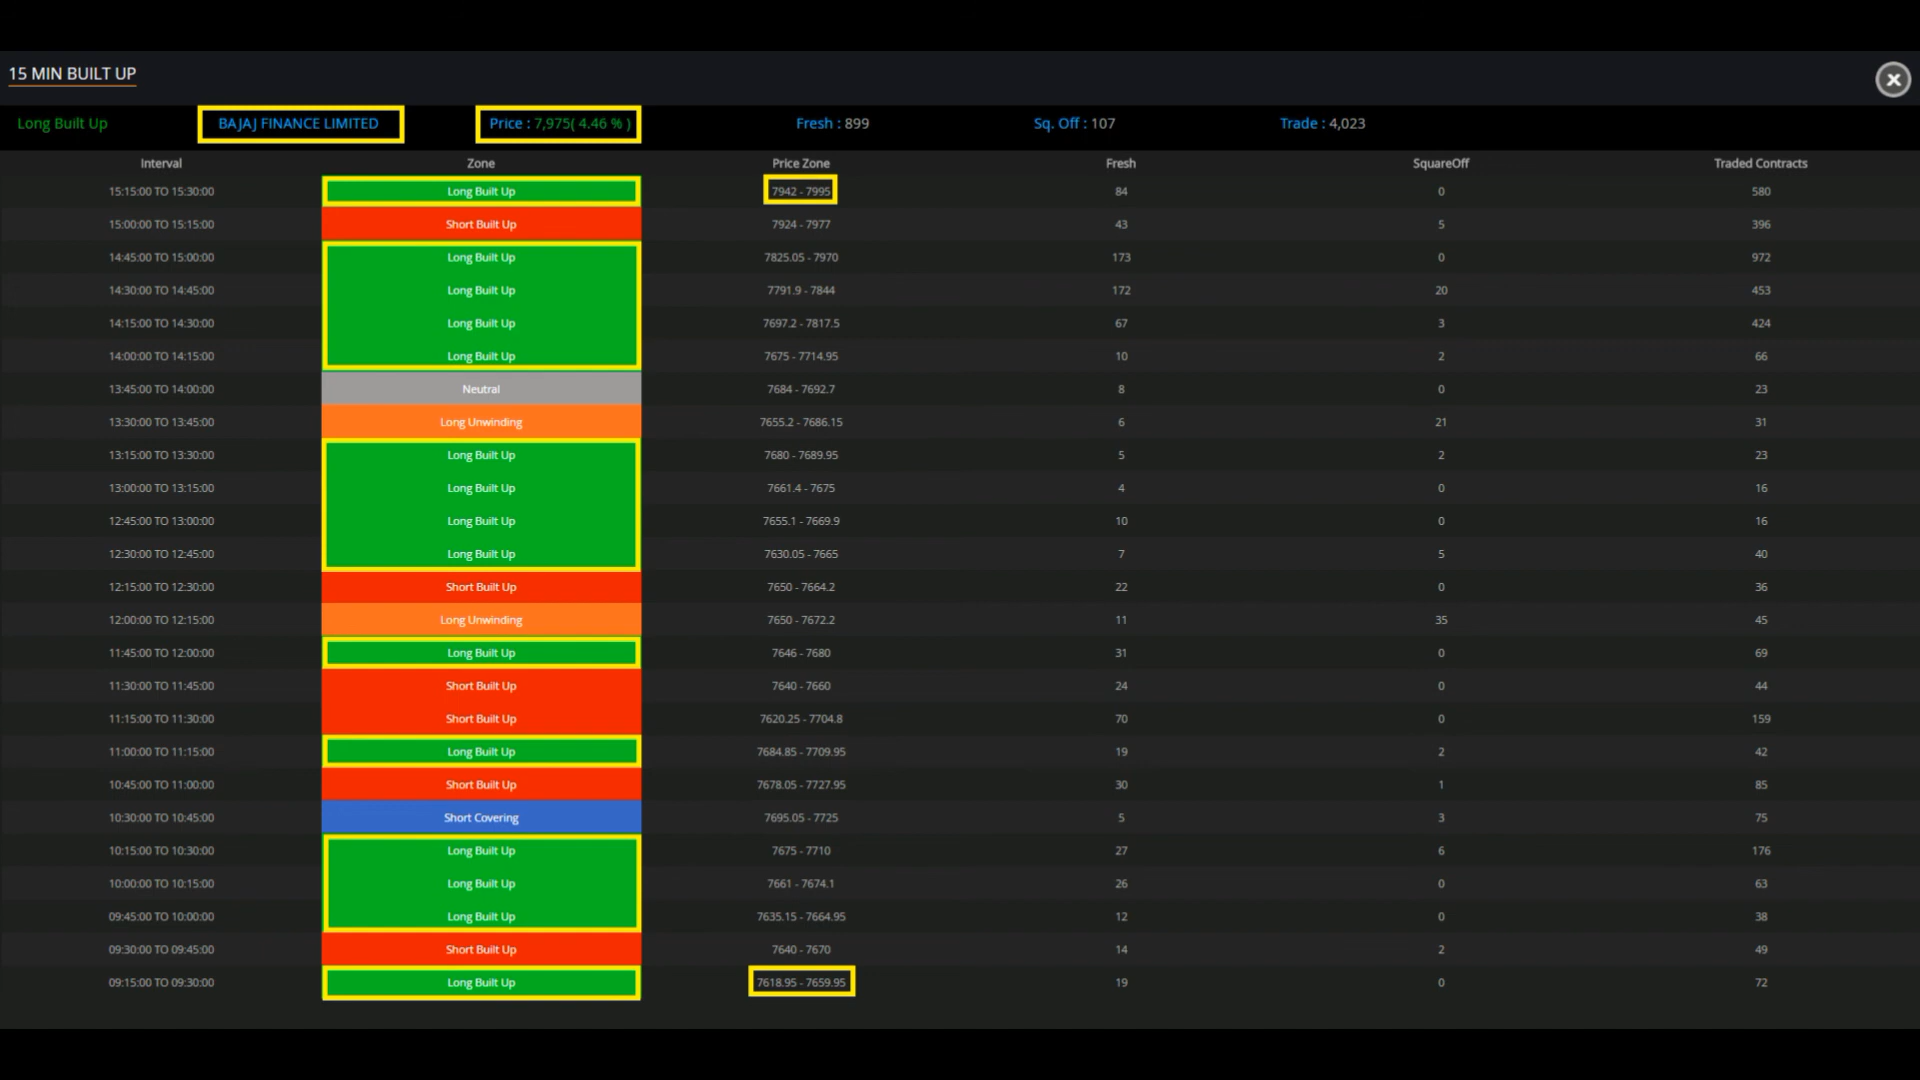 15 MIN BUILT UP
Long Built Up BAJAJ FINANCE LIMITED Price : 7,975( 4.46 % ) Fresh : 899 Sq. Off : 107 Trade : 4,023
Interval Zone Price Zone Fresh SquareOff Traded Contracts
15:15:00 TO 15:30:00 Long Built Up 7942 - 7995 84 0 580
15:00:00 TO 15:15:00 Short Built Up 7924 - 7977 43 5 396
14:45:00 TO 15:00:00 Long Built Up 7825.05 - 7970 173 0 972
14:30:00 TO 14:45:00 Long Built Up 7791.9 - 7844 172 20 453
14:15:00 TO 14:30:00 Long Built Up 7697.2 - 7817.5 67 3 424
14:00:00 TO 14:15:00 Long Built Up 7675 - 7714.95 10 2 66
13:45:00 TO 14:00:00 Neutral 7684 - 7692.7 8 0 23
13:30:00 TO 13:45:00 Long Unwinding 7655.2 - 7686.15 6 21 31
13:15:00 TO 13:30:00 Long Built Up 7680 - 7689.95 5 2 23
13:00:00 TO 13:15:00 Long Built Up 7661.4 - 7675 4 0 16
12:45:00 TO 13:00:00 Long Built Up 7655.1 - 7669.9 10 0 16
12:30:00 TO 12:45:00 Long Built Up 7630.05 - 7665 7 5 40
12:15:00 TO 12:30:00 Short Built Up 7650 - 7664.2 22 0 36
12:00:00 TO 12:15:00 Long Unwinding 7650 - 7672.2 11 35 45
11:45:00 TO 12:00:00 Long Built Up 7646 - 7680 31 0 69
11:30:00 TO 11:45:00 Short Built Up 7640 - 7660 24 0 44
11:15:00 TO 11:30:00 Short Built Up 7620.25 - 7704.8 70 0 159
11:00:00 TO 11:15:00 Long Built Up 7684.85 - 7709.95 19 2 42
10:45:00 TO 11:00:00 Short Built Up 7678.05 - 7727.95 30 1 85
10:30:00 TO 10:45:00 Short Covering 7695.05 - 7725 5 3 75
10:15:00 TO 10:30:00 Long Built Up 7675 - 7710 27 6 176
10:00:00 TO 10:15:00 Long Built Up 7661 - 7674.1 26 0 63
09:45:00 TO 10:00:00 Long Built Up 7635.15 - 7664.95 12 0 38
09:30:00 TO 09:45:00 Short Built Up 7640 - 7670 14 2 49
09:15:00 TO 09:30:00 Long Built Up 7618.95 - 7659.95 19 0 72